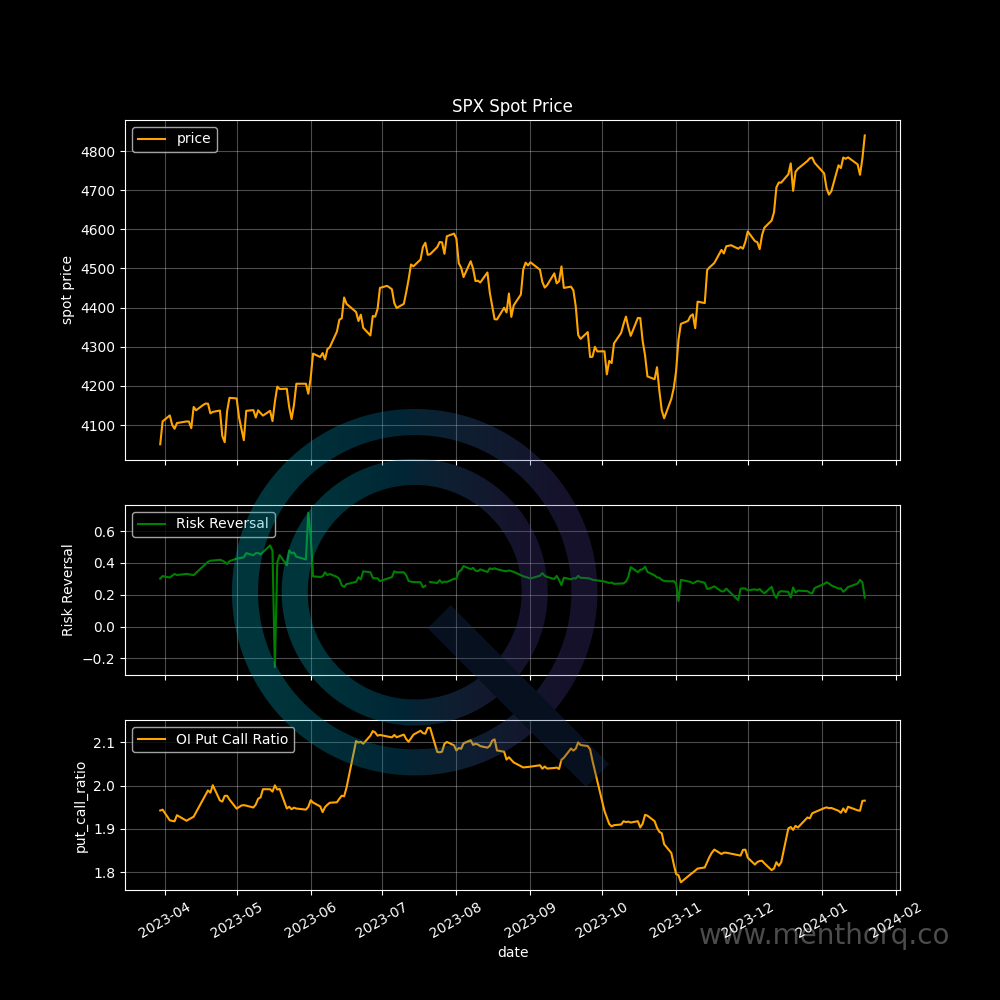 SPX Spot Price
price
4800
4700
4600
4500
4400
4300
4200
4100
spot price
Risk Reversal
0.6
0.4
0.2
0.0
−0.2
Risk Reversal
OI Put Call Ratio
2.1
2.0
1.9
1.8
put_call_ratio
2023-04 2023-05 2023-06 2023-07 2023-08 2023-09 2023-10 2023-11 2023-12 2024-01 2024-02
www.menthorq.co
date